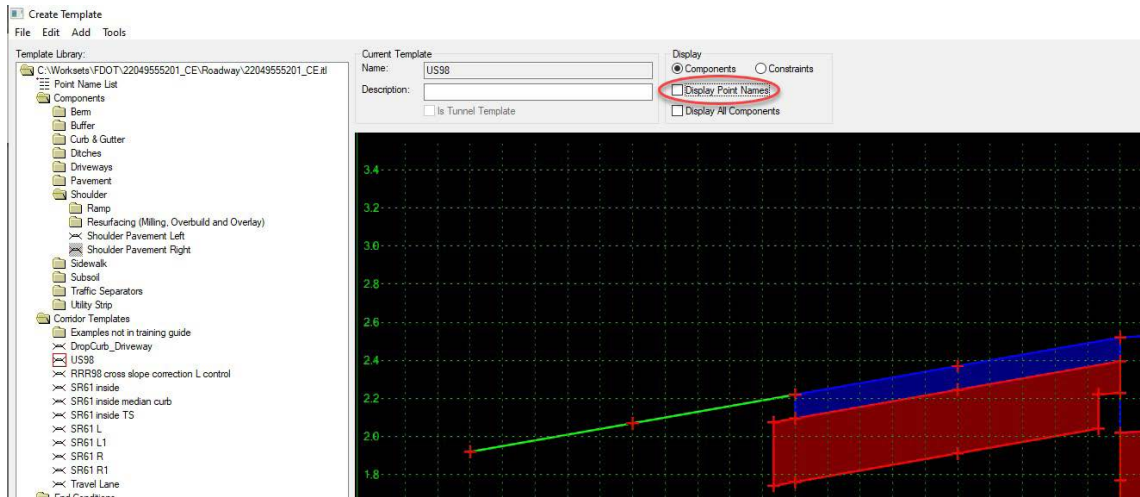 Create Template
File Edit Add Tools
Template Library:
C:\Worksets\FDOT\22049555201_CE\Roadway\22049555201_CE.itl
Point Name List
Components
Berm
Buffer
Curb & Gutter
Ditches
Driveways
Pavement
Shoulder
Ramp
Resurfacing (Milling, Overbuild and Overlay)
Shoulder Pavement Left
Shoulder Pavement Right
Sidewalk
Subsoil
Traffic Separators
Utility Strip
Corridor Templates
Examples not in training guide
DropCurb_Driveway
US98
RRR98 cross slope correction L control
SR61 inside
SR61 inside median curb
SR61 inside TS
SR61 L
SR61 L1
SR61 R
SR61 R1
Travel Lane
End Conditions
Current Template
Name: US98
Description:
Is Tunnel Template
Display
Components Constraints
Display Point Names
Display All Components
3.4
3.2
3.0
2.8
2.6
2.4
2.2
2.0
1.8